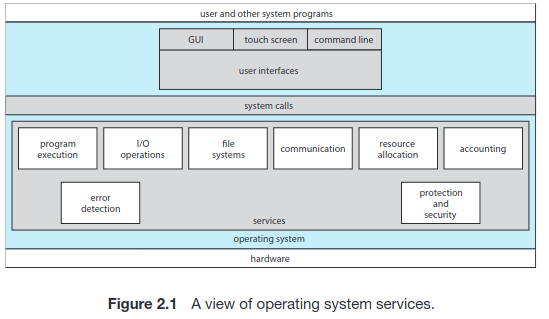 user and other system programs
GUI
touch screen
command line
user interfaces
system calls
program
execution
I/O
operations
file
systems
communication
resource
allocation
accounting
error
detection
protection
and
security
services
operating system
hardware
Figure 2.1 A view of operating system services.